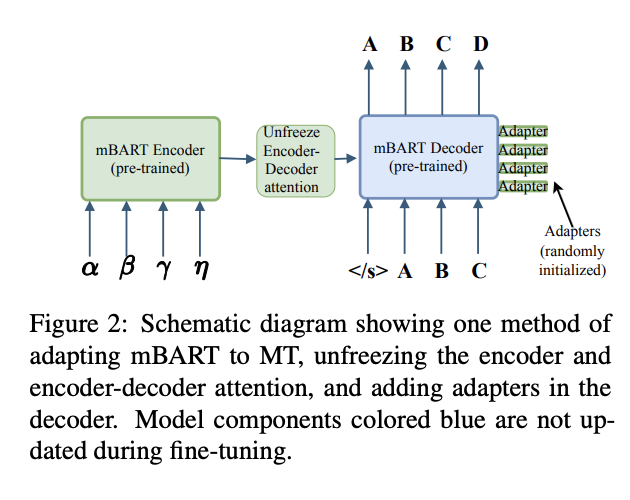 A B C D
mBART Encoder
(pre-trained)
Unfreeze
Encoder-
Decoder
attention
mBART Decoder
(pre-trained)
Adapter
Adapter
Adapter
Adapter
α β γ η
</s> A B C
Adapters
(randomly
initialized)
Figure 2: Schematic diagram showing one method of
adapting mBART to MT, unfreezing the encoder and
encoder-decoder attention, and adding adapters in the
decoder. Model components colored blue are not up-
dated during fine-tuning.